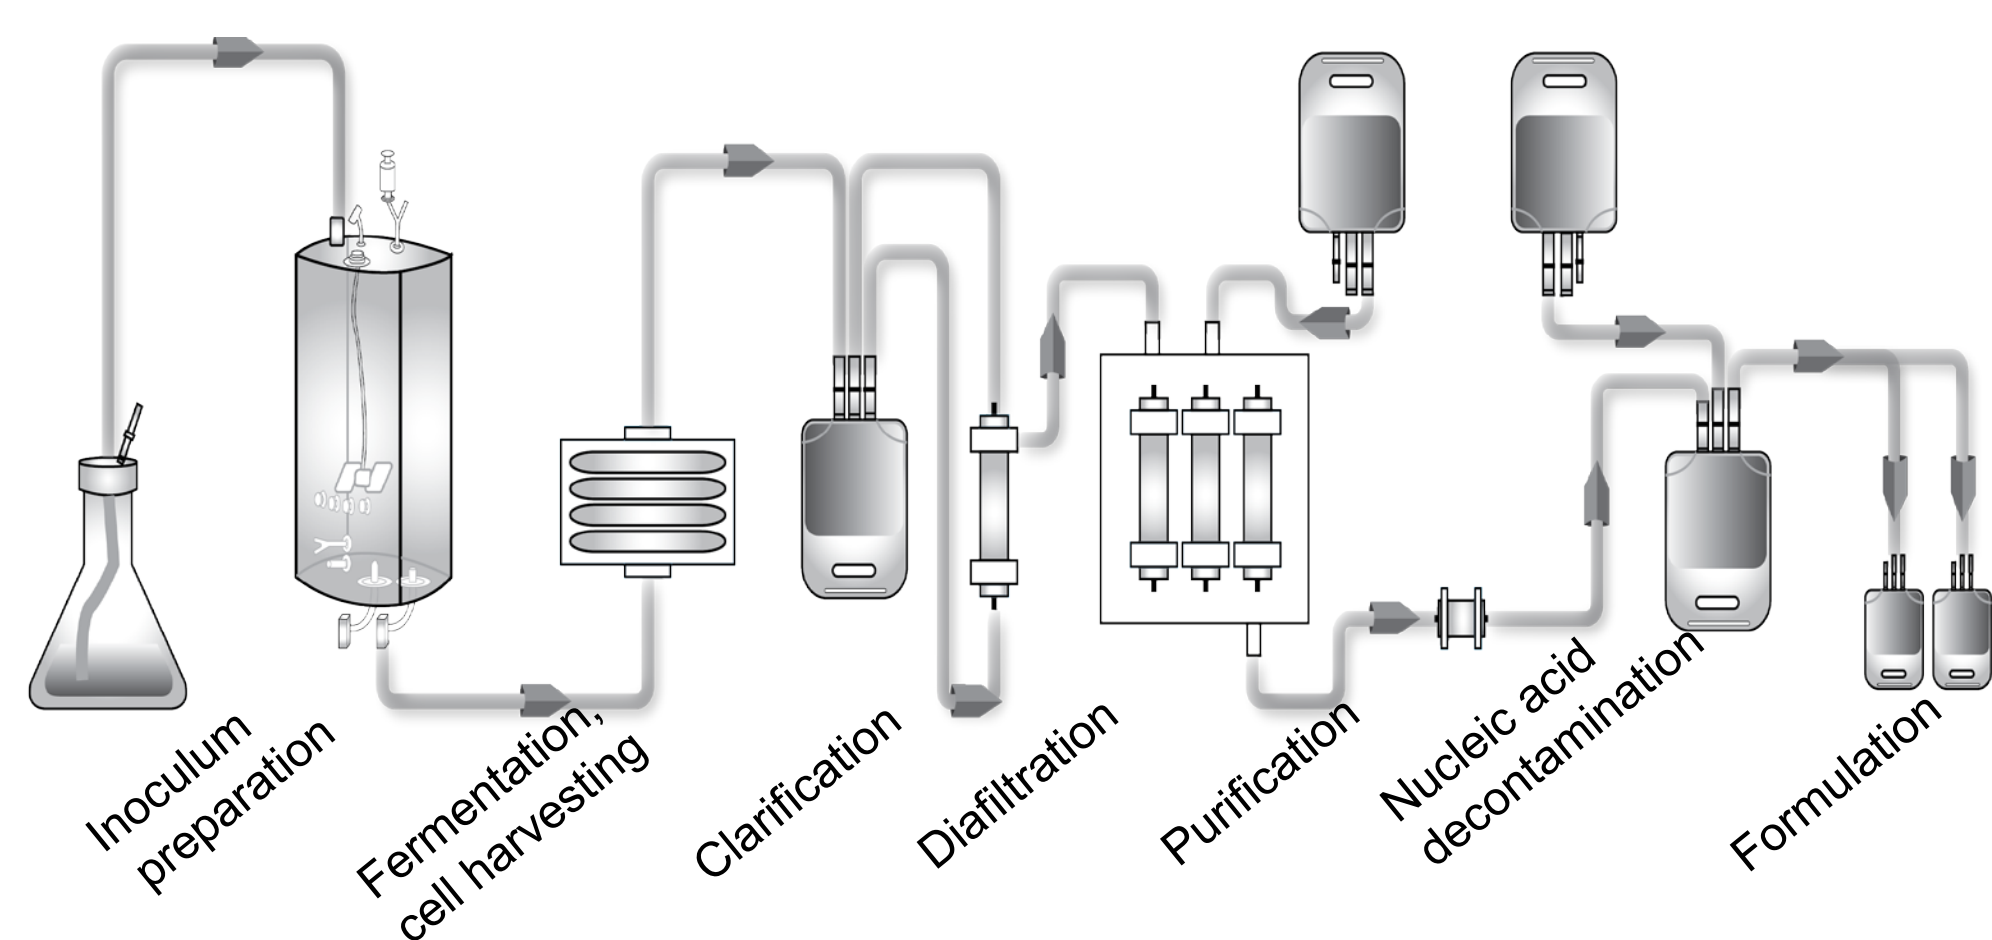 Inoculum
preparation
Fermentation,
cell harvesting
Clarification
Diafiltration
Purification
Nucleic acid
decontamination
Formulation